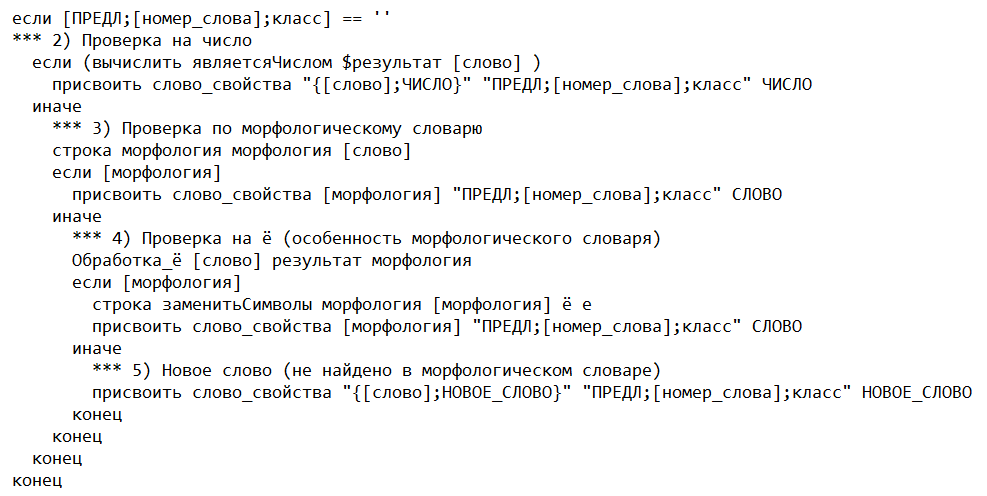 если [ПРЕДЛ;[номер_слова];класс] == ''
*** 2) Проверка на число
если (вычислить являетсяЧислом $результат [слово] )
присвоить слово_свойства "{[слово];ЧИСЛО}" "ПРЕДЛ;[номер_слова];класс" ЧИСЛО
иначе
*** 3) Проверка по морфологическому словарю
строка морфология морфология [слово]
если [морфология]
присвоить слово_свойства [морфология] "ПРЕДЛ;[номер_слова];класс" СЛОВО
иначе
*** 4) Проверка на ё (особенность морфологического словаря)
Обработка_ё [слово] результат морфология
если [морфология]
строка заменитьСимволы морфология [морфология] ё е
присвоить слово_свойства [морфология] "ПРЕДЛ;[номер_слова];класс" СЛОВО
иначе
*** 5) Новое слово (не найдено в морфологическом словаре)
присвоить слово_свойства "{[слово];НОВОЕ_СЛОВО}" "ПРЕДЛ;[номер_слова];класс" НОВОЕ_СЛОВО
конец
конец
конец
конец